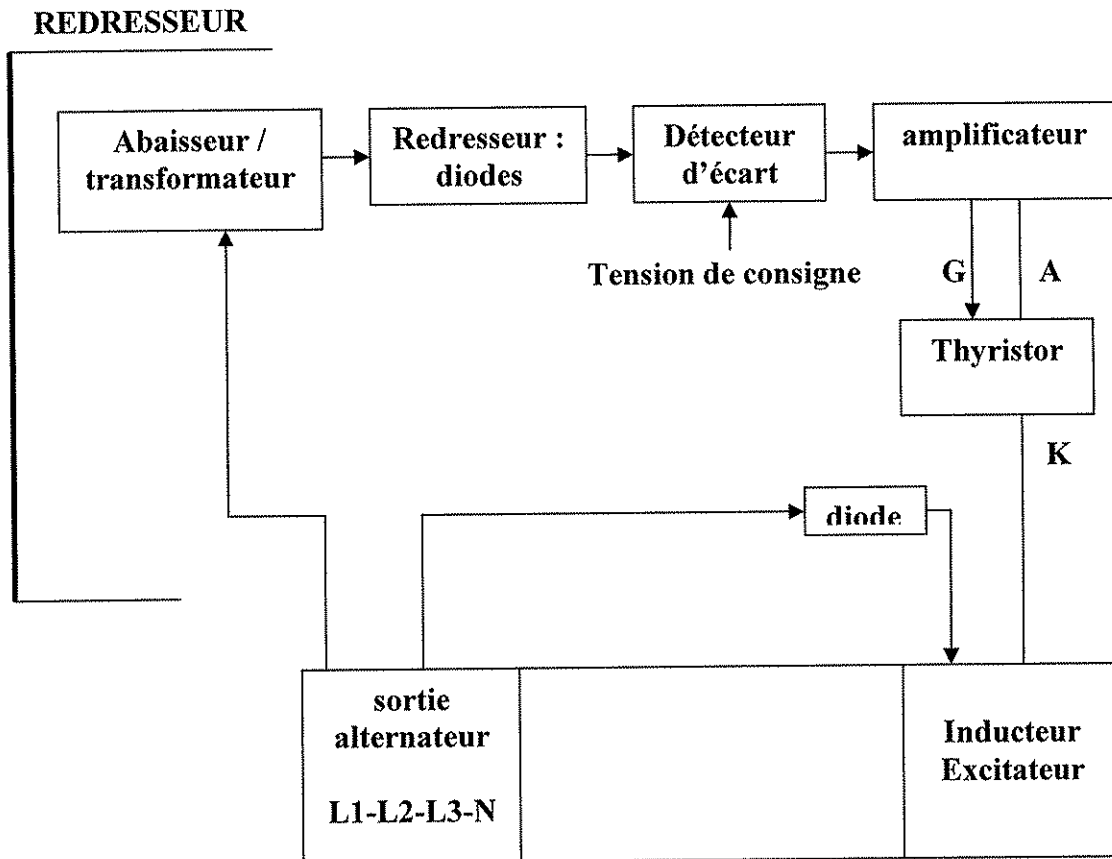 REDRESSEUR
Abaisseur /
transformateur
Redresseur :
diodes
Détecteur
d'écart
amplificateur
Tension de consigne
G
A
Thyristor
K
diode
sortie
alternateur
L1-L2-L3-N
Inducteur
Excitateur